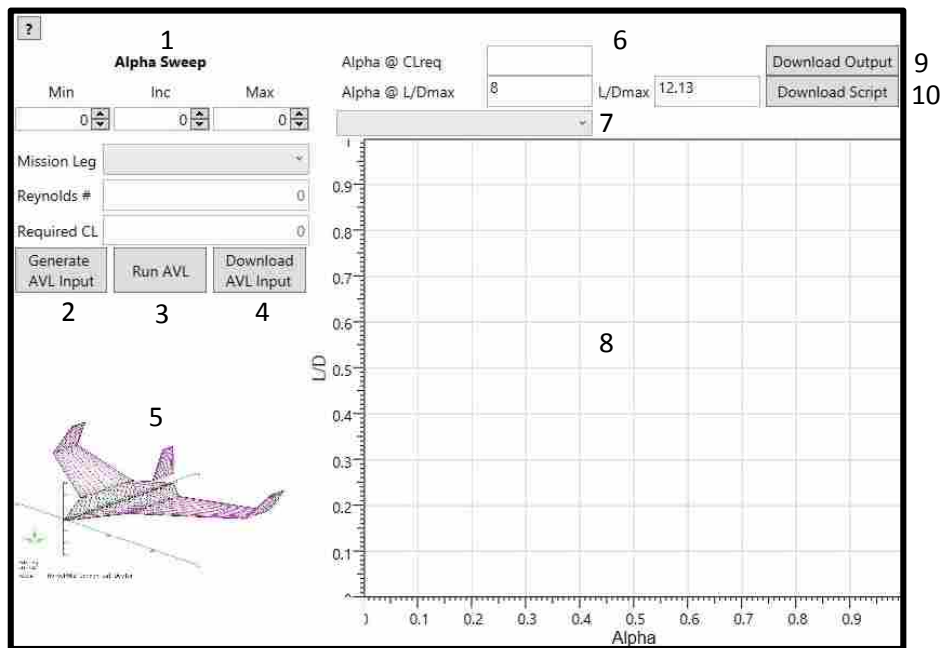 ?
1
Alpha Sweep
Min Inc Max
0 0 0
Mission Leg
Reynolds # 0
Required CL 0
Generate AVL Input
Run AVL
Download AVL Input
2 3 4
5
6
Alpha @ CLreq
Download Output 9
Alpha @ L/Dmax 8 L/Dmax 12.13
Download Script 10
7
8
L/D
1
0.9
0.8
0.7
0.6
0.5
0.4
0.3
0.2
0.1
0.1 0.2 0.3 0.4 0.5 0.6 0.7 0.8 0.9
Alpha